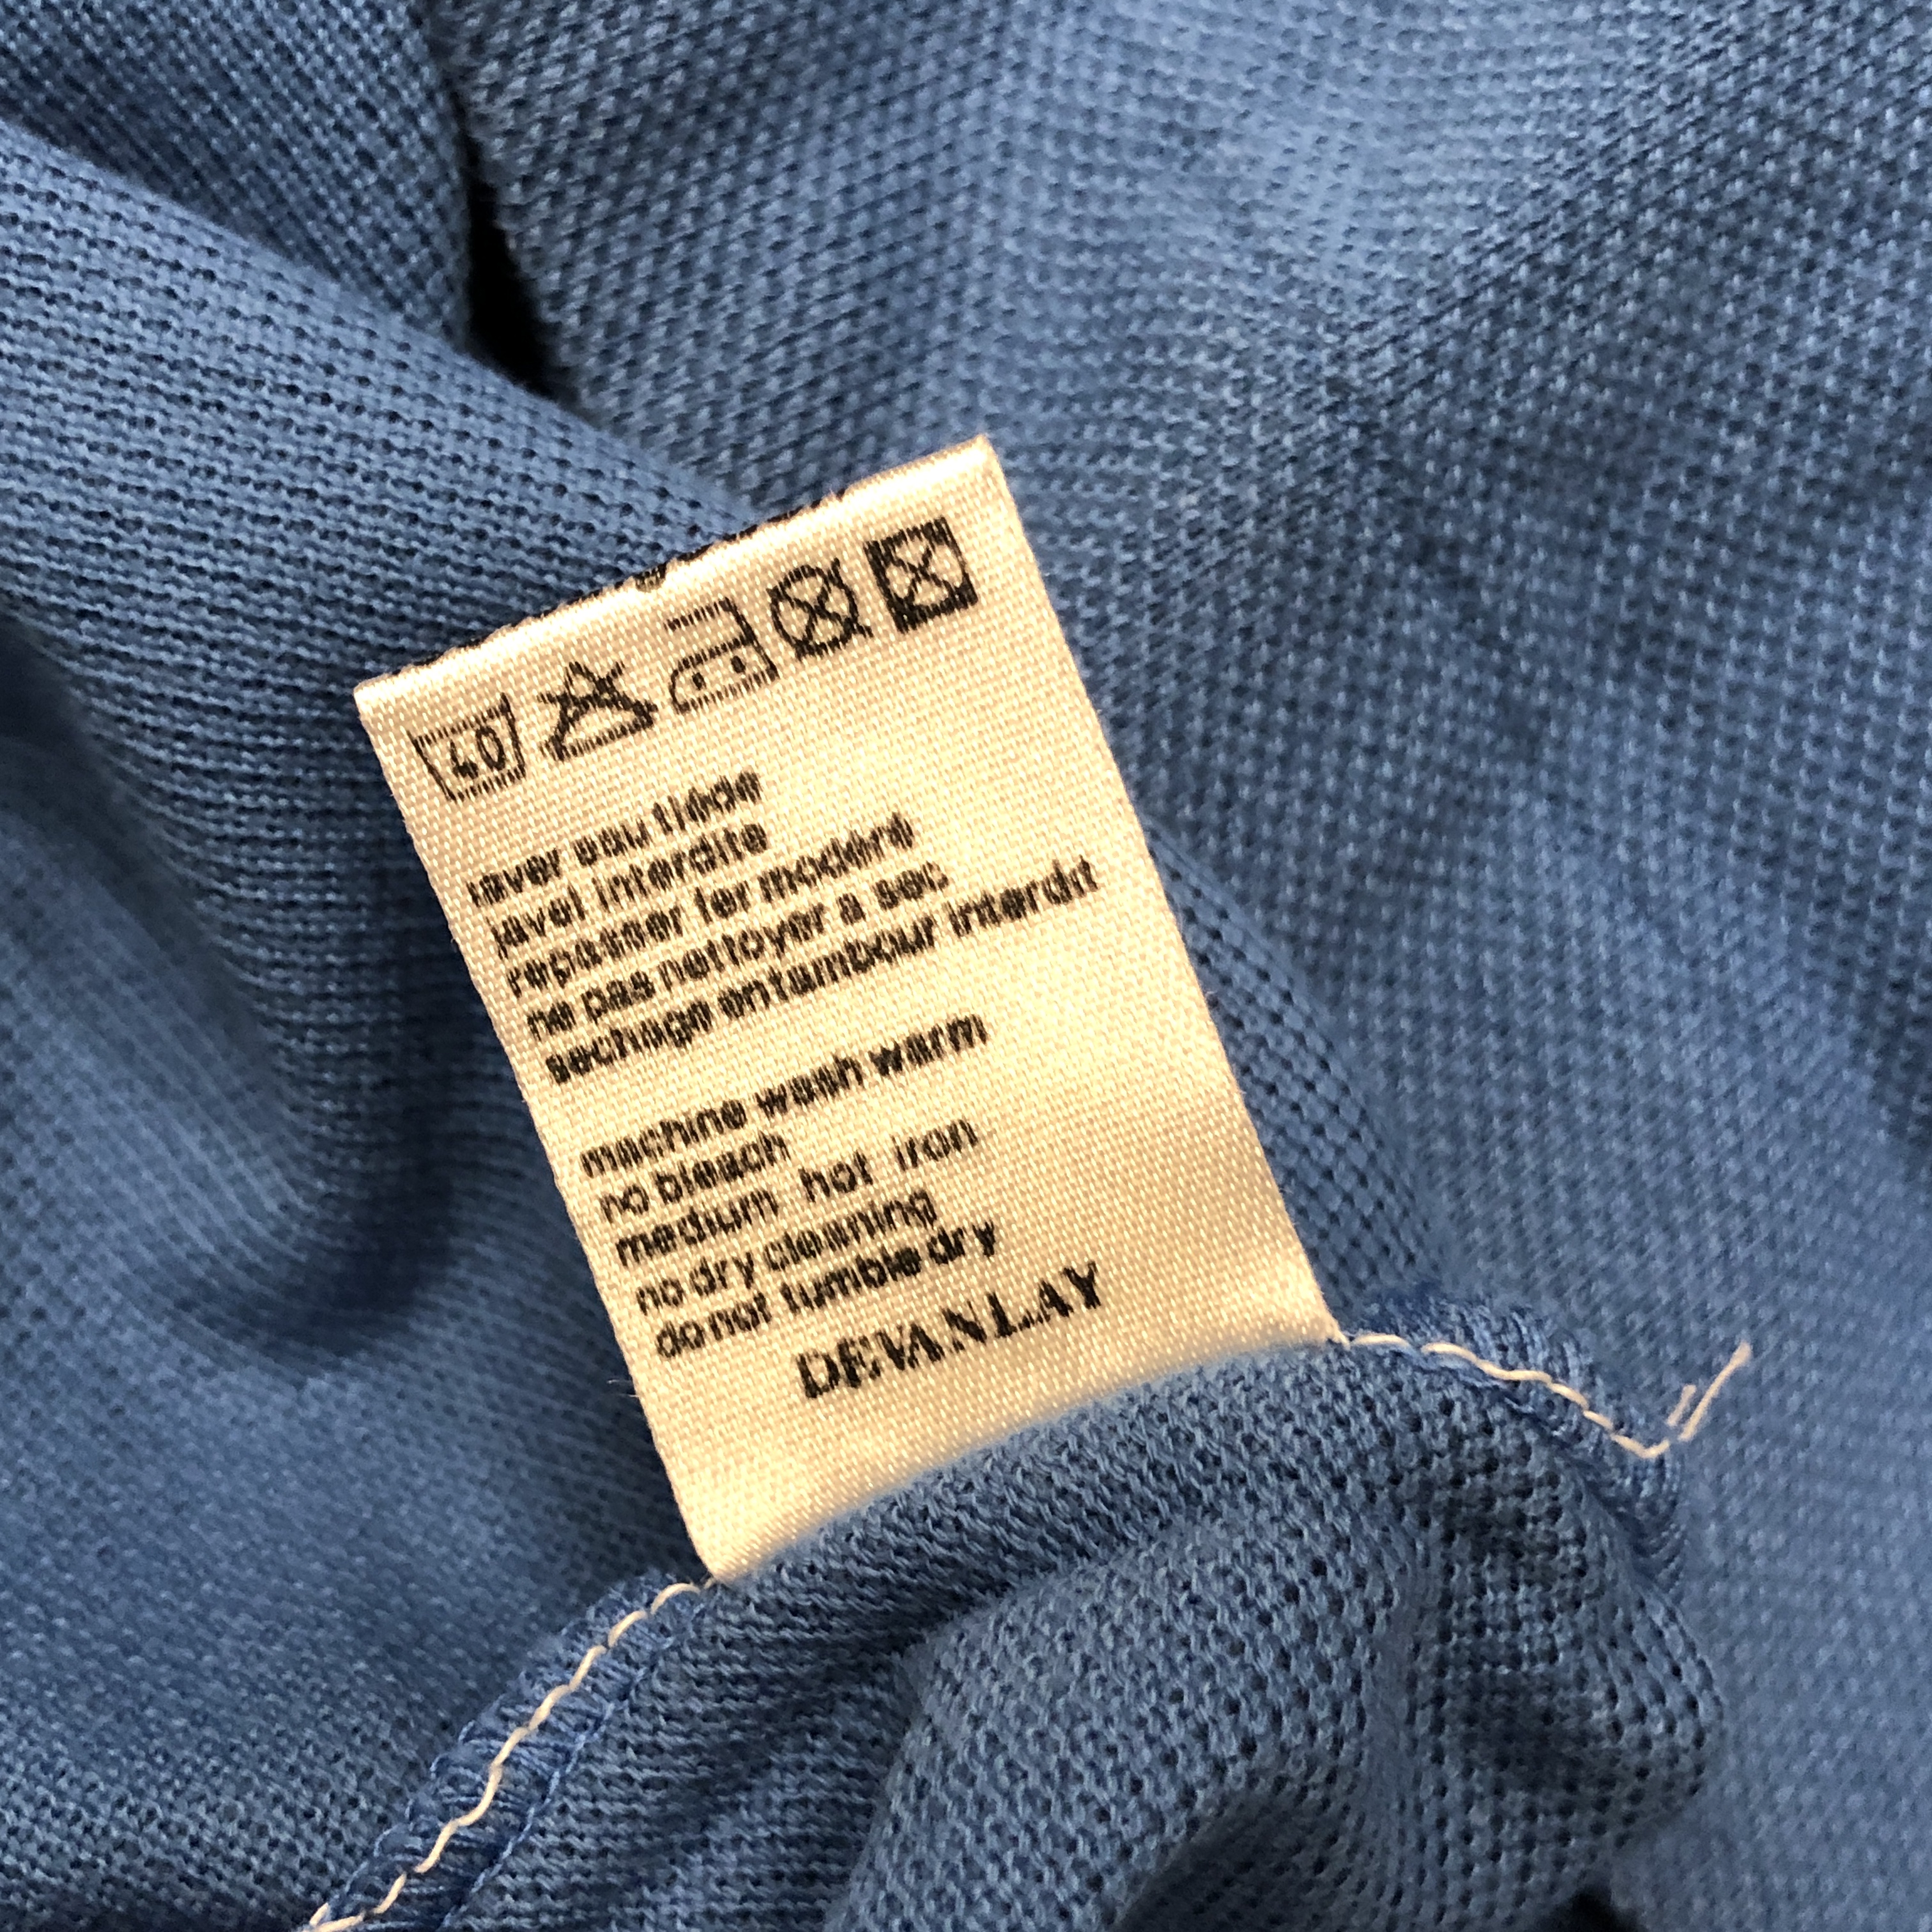 40
laver eau tiède
javel interdite
repasser fer modéré
ne pas nettoyer a sec
sechage en tambour interdit
machine wash warm
no bleach
medium hot iron
no dry cleaning
do not tumble dry
DEVANLAY